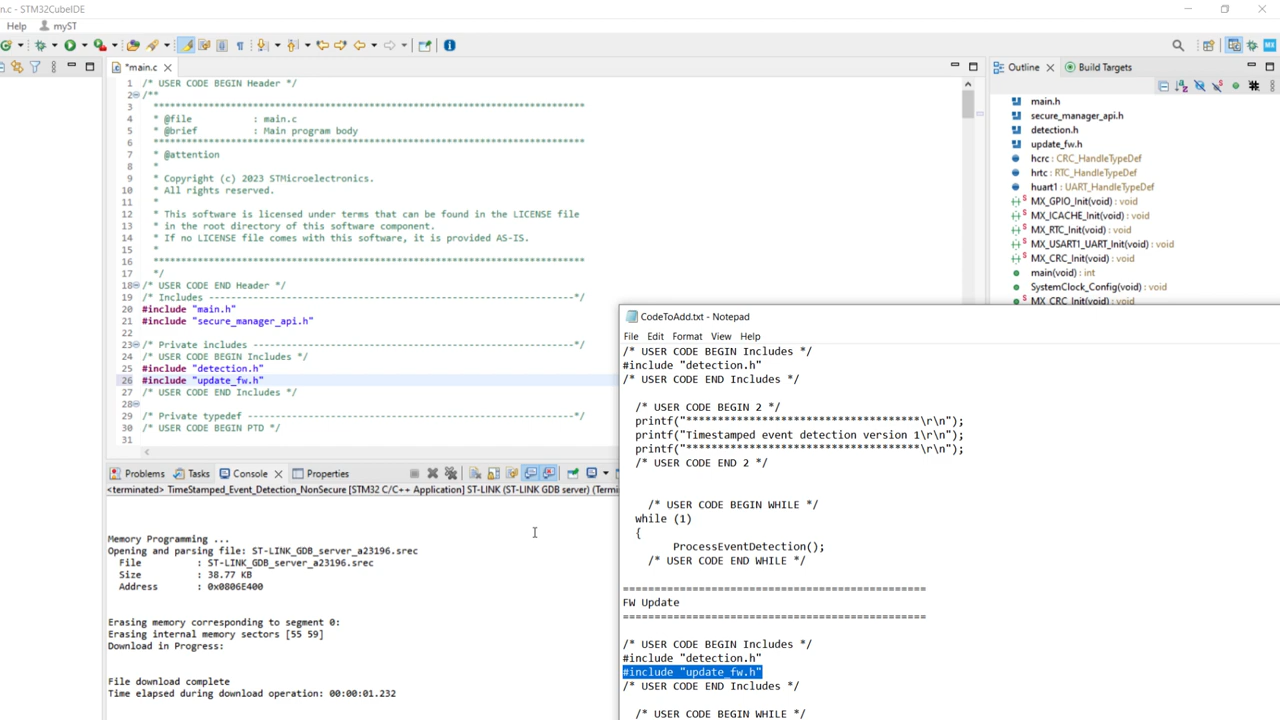 n.c - STM32CubeIDE
Help myST
*main.c
1 /* USER CODE BEGIN Header */
2 /**
3 ******************************************************************************
4 * @file : main.c
5 * @brief : Main program body
6 ******************************************************************************
7 * @attention
8 *
9 * Copyright (c) 2023 STMicroelectronics.
10 * All rights reserved.
11 *
12 * This software is licensed under terms that can be found in the LICENSE file
13 * in the root directory of this software component.
14 * If no LICENSE file comes with this software, it is provided AS-IS.
15 *
16 ******************************************************************************
17 */
18 /* USER CODE END Header */
19 /* Includes ------------------------------------------------------------------*/
20 #include "main.h"
21 #include "secure_manager_api.h"
22
23 /* Private includes ----------------------------------------------------------*/
24 /* USER CODE BEGIN Includes */
25 #include "detection.h"
26 #include "update_fw.h"
27 /* USER CODE END Includes */
28
29 /* Private typedef -----------------------------------------------------------*/
30 /* USER CODE BEGIN PTD */
31
Outline Build Targets
main.h
secure_manager_api.h
detection.h
update_fw.h
hcrc : CRC_HandleTypeDef
hrtc : RTC_HandleTypeDef
huart1 : UART_HandleTypeDef
MX_GPIO_Init(void) : void
MX_ICACHE_Init(void) : void
MX_RTC_Init(void) : void
MX_USART1_UART_Init(void) : void
MX_CRC_Init(void) : void
main(void) : int
SystemClock_Config(void) : void
MX_CRC_Init(void) : void
Problems Tasks Console Properties
<terminated> TimeStamped_Event_Detection_NonSecure [STM32 C/C++ Application] ST-LINK (ST-LINK GDB server) (Termi
Memory Programming ...
Opening and parsing file: ST-LINK_GDB_server_a23196.srec
File : ST-LINK_GDB_server_a23196.srec
Size : 38.77 KB
Address : 0x0806E400
Erasing memory corresponding to segment 0:
Erasing internal memory sectors [55 59]
Download in Progress:
File download complete
Time elapsed during download operation: 00:00:01.232
CodeToAdd.txt - Notepad
File Edit Format View Help
/* USER CODE BEGIN Includes */
#include "detection.h"
/* USER CODE END Includes */
/* USER CODE BEGIN 2 */
printf("*************************************\r\n");
printf("Timestamped event detection version 1\r\n");
printf("*************************************\r\n");
/* USER CODE END 2 */
/* USER CODE BEGIN WHILE */
while (1)
{
ProcessEventDetection();
/* USER CODE END WHILE */
================================================
FW Update
================================================
/* USER CODE BEGIN Includes */
#include "detection.h"
#include "update_fw.h"
/* USER CODE END Includes */
/* USER CODE BEGIN WHILE */